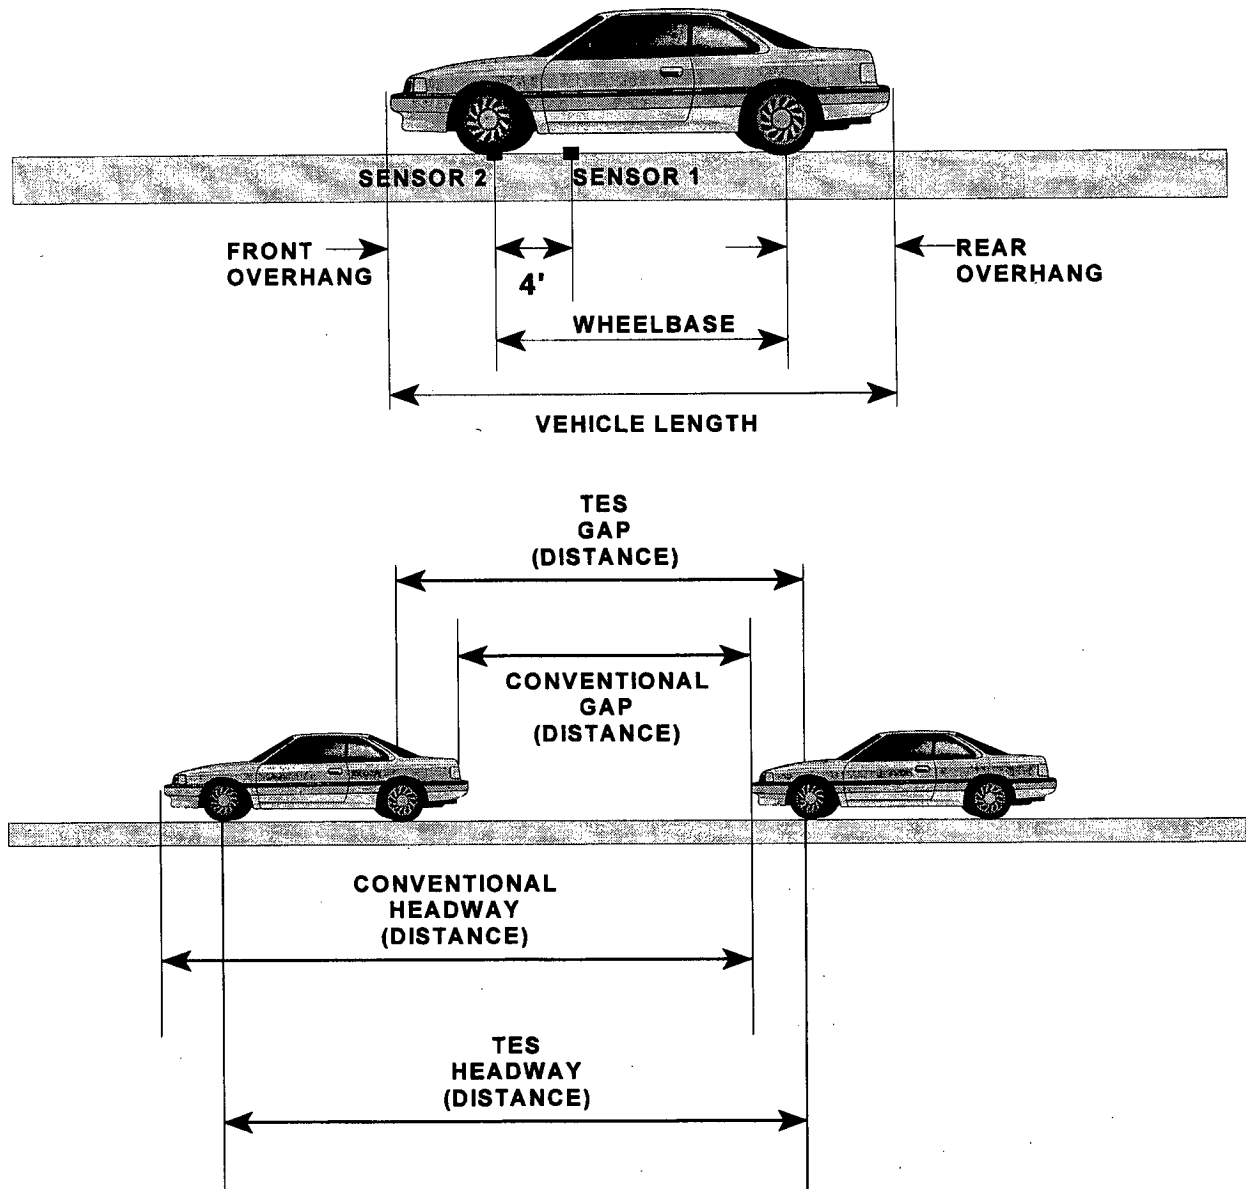 SENSOR 2
SENSOR 1
FRONT
OVERHANG
4'
REAR
OVERHANG
WHEELBASE
VEHICLE LENGTH
TES
GAP
(DISTANCE)
CONVENTIONAL
GAP
(DISTANCE)
CONVENTIONAL
HEADWAY
(DISTANCE)
TES
HEADWAY
(DISTANCE)